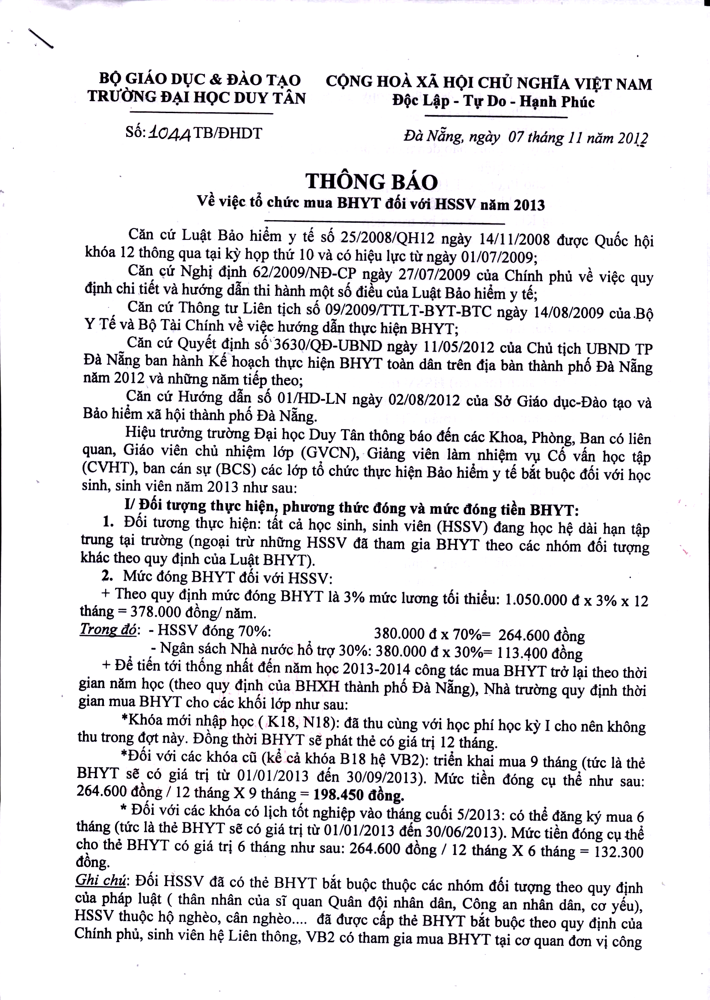 BỘ GIÁO DỤC & ĐÀO TẠO
TRƯỜNG ĐẠI HỌC DUY TÂN
CỘNG HOÀ XÃ HỘI CHỦ NGHĨA VIỆT NAM
Độc Lập - Tự Do - Hạnh Phúc
Số: 1044 TB/ĐHDT
Đà Nẵng, ngày 07 tháng 11 năm 2012
THÔNG BÁO
Về việc tổ chức mua BHYT đối với HSSV năm 2013
Căn cứ Luật Bảo hiểm y tế số 25/2008/QH12 ngày 14/11/2008 được Quốc hội
khóa 12 thông qua tại kỳ họp thứ 10 và có hiệu lực từ ngày 01/07/2009;
Căn cứ Nghị định 62/2009/NĐ-CP ngày 27/07/2009 của Chính phủ về việc quy
định chi tiết và hướng dẫn thi hành một số điều của Luật Bảo hiểm y tế;
Căn cứ Thông tư Liên tịch số 09/2009/TTLT-BYT-BTC ngày 14/08/2009 của Bộ
Y Tế và Bộ Tài Chính về việc hướng dẫn thực hiện BHYT;
Căn cứ Quyết định số 3630/QĐ-UBND ngày 11/05/2012 của Chủ tịch UBND TP
Đà Nẵng ban hành Kế hoạch thực hiện BHYT toàn dân trên địa bàn thành phố Đà Nẵng
năm 2012 và những năm tiếp theo;
Căn cứ Hướng dẫn số 01/HD-LN ngày 02/08/2012 của Sở Giáo dục-Đào tạo và
Bảo hiểm xã hội thành phố Đà Nẵng.
Hiệu trưởng trường Đại học Duy Tân thông báo đến các Khoa, Phòng, Ban có liên
quan, Giáo viên chủ nhiệm lớp (GVCN), Giảng viên làm nhiệm vụ Cố vấn học tập
(CVHT), ban cán sự (BCS) các lớp tổ chức thực hiện Bảo hiểm y tế bắt buộc đối với học
sinh, sinh viên năm 2013 như sau:
I/ Đối tượng thực hiện, phương thức đóng và mức đóng tiền BHYT:
1. Đối tương thực hiện: tất cả học sinh, sinh viên (HSSV) đang học hệ dài hạn tập
trung tại trường (ngoại trừ những HSSV đã tham gia BHYT theo các nhóm đối tượng
khác theo quy định của Luật BHYT).
2. Mức đóng BHYT đối với HSSV:
+ Theo quy định mức đóng BHYT là 3% mức lương tối thiểu: 1.050.000 đ x 3% x 12
tháng = 378.000 đồng/ năm.
Trong đó: - HSSV đóng 70%: 380.000 đ x 70%= 264.600 đồng
- Ngân sách Nhà nước hổ trợ 30%: 380.000 đ x 30%= 113.400 đồng
+ Để tiến tới thống nhất đến năm học 2013-2014 công tác mua BHYT trở lại theo thời
gian năm học (theo quy định của BHXH thành phố Đà Nẵng), Nhà trường quy định thời
gian mua BHYT cho các khối lớp như sau:
*Khóa mới nhập học ( K18, N18): đã thu cùng với học phí học kỳ I cho nên không
thu trong đợt này. Đồng thời BHYT sẽ phát thẻ có giá trị 12 tháng.
*Đối với các khóa cũ (kể cả khóa B18 hệ VB2): triển khai mua 9 tháng (tức là thẻ
BHYT sẽ có giá trị từ 01/01/2013 đến 30/09/2013). Mức tiền đóng cụ thể như sau:
264.600 đồng / 12 tháng X 9 tháng = 198.450 đồng.
* Đối với các khóa có lịch tốt nghiệp vào tháng cuối 5/2013: có thể đăng ký mua 6
tháng (tức là thẻ BHYT sẽ có giá trị từ 01/01/2013 đến 30/06/2013). Mức tiền đóng cụ thể
cho thẻ BHYT có giá trị 6 tháng như sau: 264.600 đồng / 12 tháng X 6 tháng = 132.300
đồng.
Ghi chú: Đối HSSV đã có thẻ BHYT bắt buộc thuộc các nhóm đối tượng theo quy định
của pháp luật ( thân nhân của sĩ quan Quân đội nhân dân, Công an nhân dân, cơ yếu),
HSSV thuộc hộ nghèo, cân nghèo.... đã được cấp thẻ BHYT bắt buộc theo quy định của
Chính phủ, sinh viên hệ Liên thông, VB2 có tham gia mua BHYT tại cơ quan đơn vị công